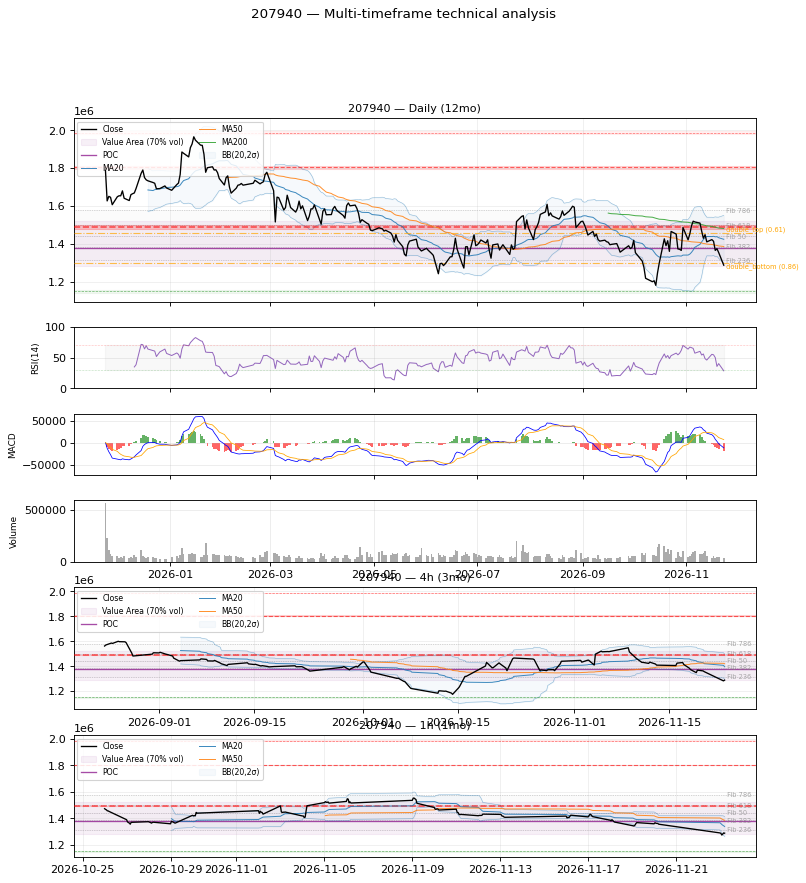 207940 — Multi-timeframe technical analysis
207940 — Daily (12mo)
1e6
Close
Value Area (70% vol)
POC
MA20
MA50
MA200
BB(20,2σ)
2.0
1.8
1.6
1.4
1.2
Fib 786
Fib 50
Fib 382
Fib 236
double_bottom (0.86)
100
50
0
RSI(14)
50000
0
−50000
MACD
500000
0
Volume
2026-01
2026-03
2026-05
2026-07
2026-09
2026-11
207940 — 4h (3mo)
1e6
Close
Value Area (70% vol)
POC
MA20
MA50
BB(20,2σ)
2.0
1.8
1.6
1.4
1.2
Fib 786
Fib 50
Fib 382
Fib 236
2026-09-01
2026-09-15
2026-10-01
2026-10-15
2026-11-01
2026-11-15
207940 — 1h (1mo)
1e6
Close
Value Area (70% vol)
POC
MA20
MA50
BB(20,2σ)
2.0
1.8
1.6
1.4
1.2
Fib 786
Fib 50
Fib 382
Fib 236
2026-10-25
2026-10-29
2026-11-01
2026-11-05
2026-11-09
2026-11-13
2026-11-17
2026-11-21